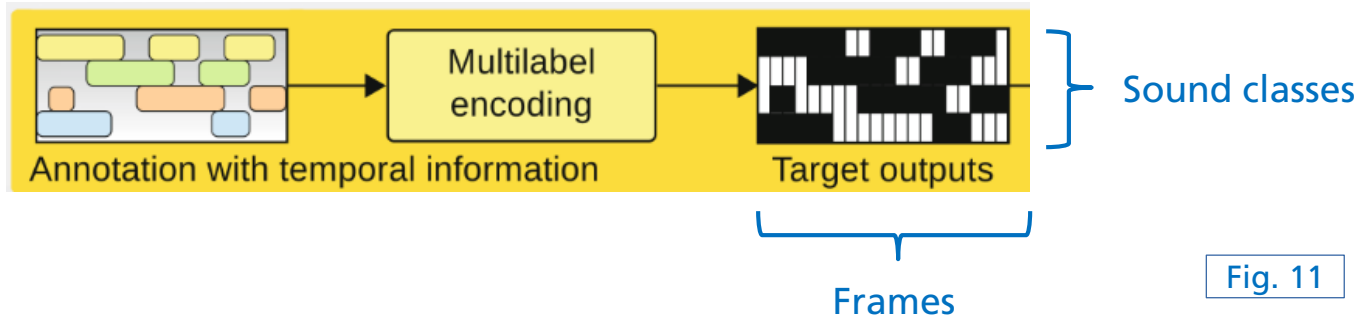 Multilabel
encoding
Annotation with temporal information
Target outputs
Sound classes
Frames
Fig. 11